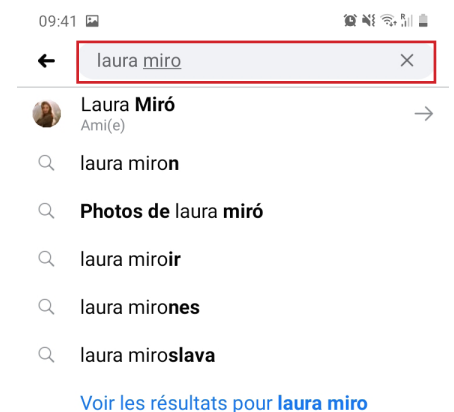 09:41
laura miro
Laura Miró
Ami(e)
laura miron
Photos de laura miró
laura miroir
laura mirones
laura miroslava
Voir les résultats pour laura miro